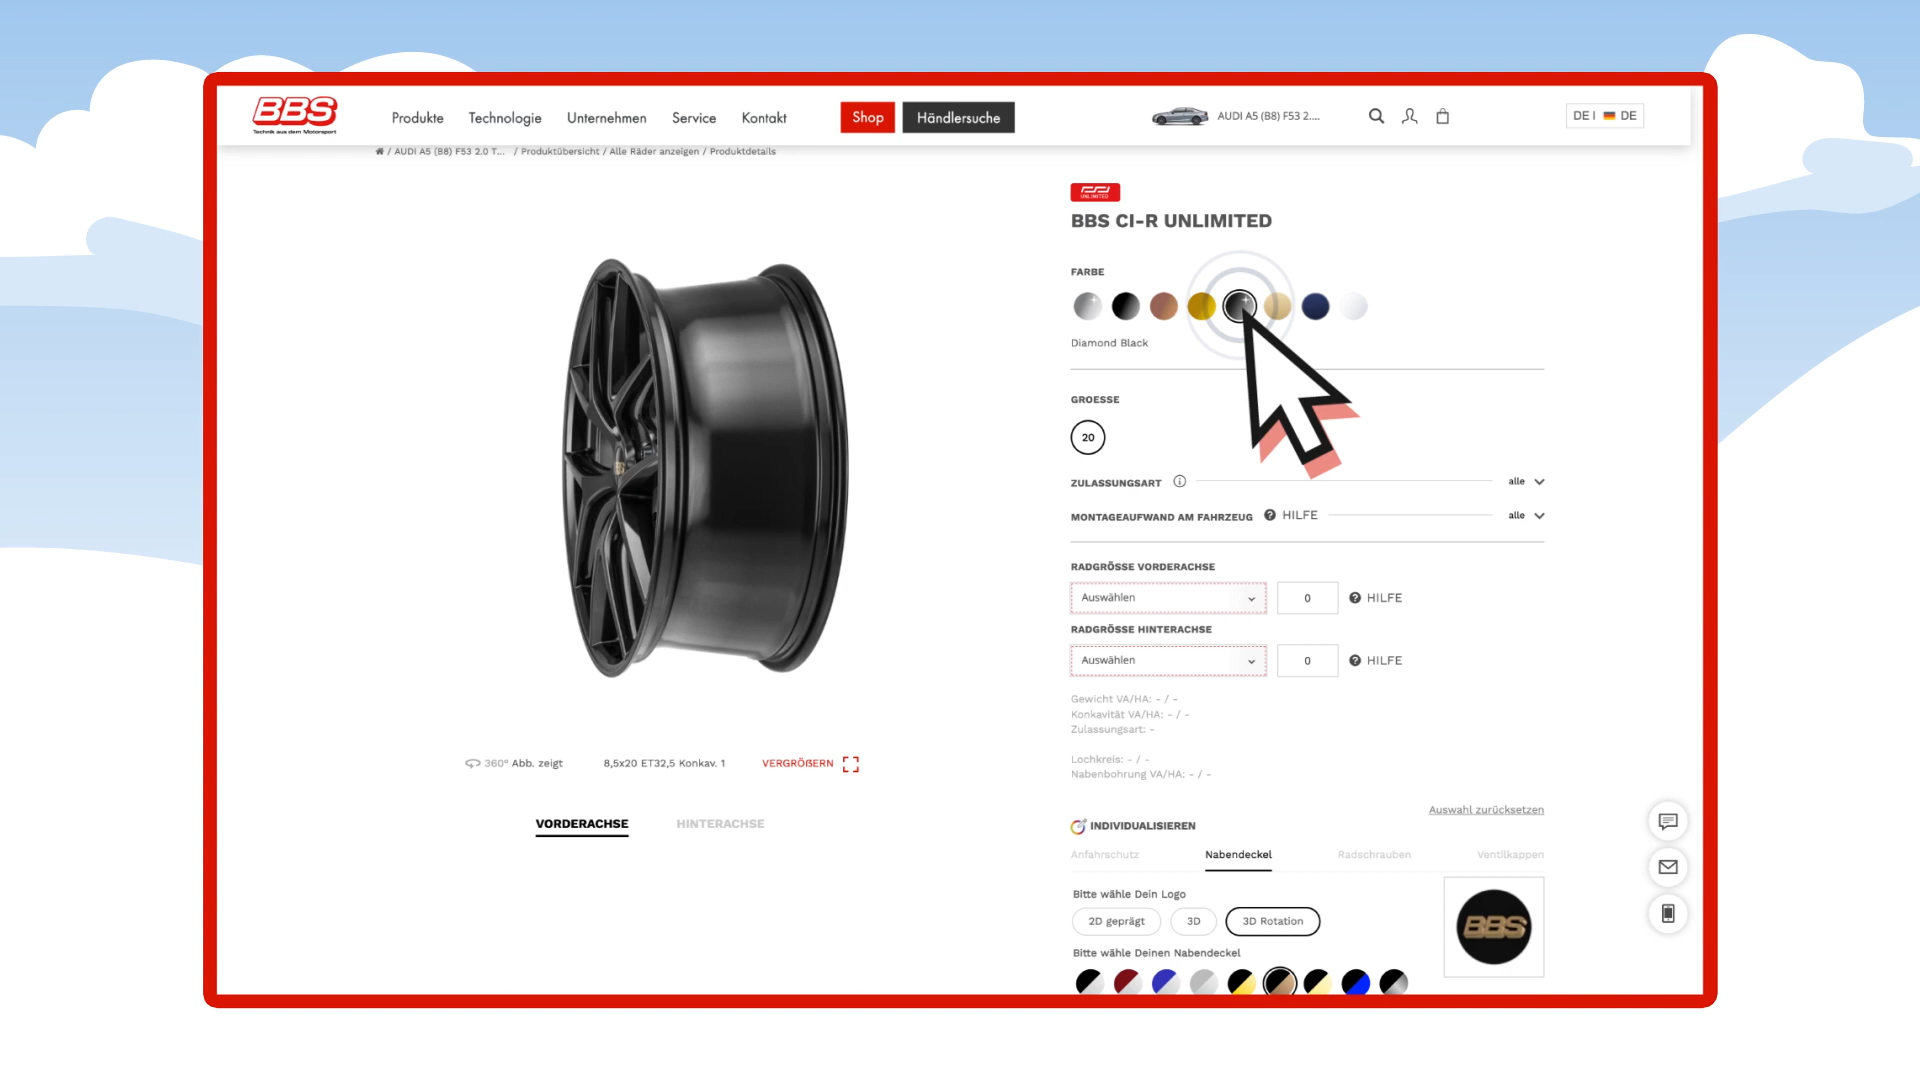 BBS
Technik aus dem Motorsport
Produkte Technologie Unternehmen Service Kontakt Shop Händlersuche AUDI A5 (B8) F53 2.... DE | DE
/ AUDI A5 (B8) F53 2.0 T... / Produktübersicht / Alle Räder anzeigen / Produktdetails
UNLIMITED
BBS CI-R UNLIMITED
FARBE
Diamond Black
GROESSE
20
ZULASSUNGSART alle
MONTAGEAUFWAND AM FAHRZEUG HILFE alle
RADGRÖSSE VORDERACHSE
Auswählen 0 HILFE
RADGRÖSSE HINTERACHSE
Auswählen 0 HILFE
Gewicht VA/HA: - / -
Konkavität VA/HA: - / -
Zulassungsart: -
Lochkreis: - / -
Nabenbohrung VA/HA: - / -
360° Abb. zeigt 8,5x20 ET32,5 Konkav. 1 VERGRÖßERN
VORDERACHSE HINTERACHSE
Auswahl zurücksetzen
INDIVIDUALISIEREN
Anfahrschutz Nabendeckel Radschrauben Ventilkappen
Bitte wähle Dein Logo
2D geprägt 3D 3D Rotation
BBS
Bitte wähle Deinen Nabendeckel